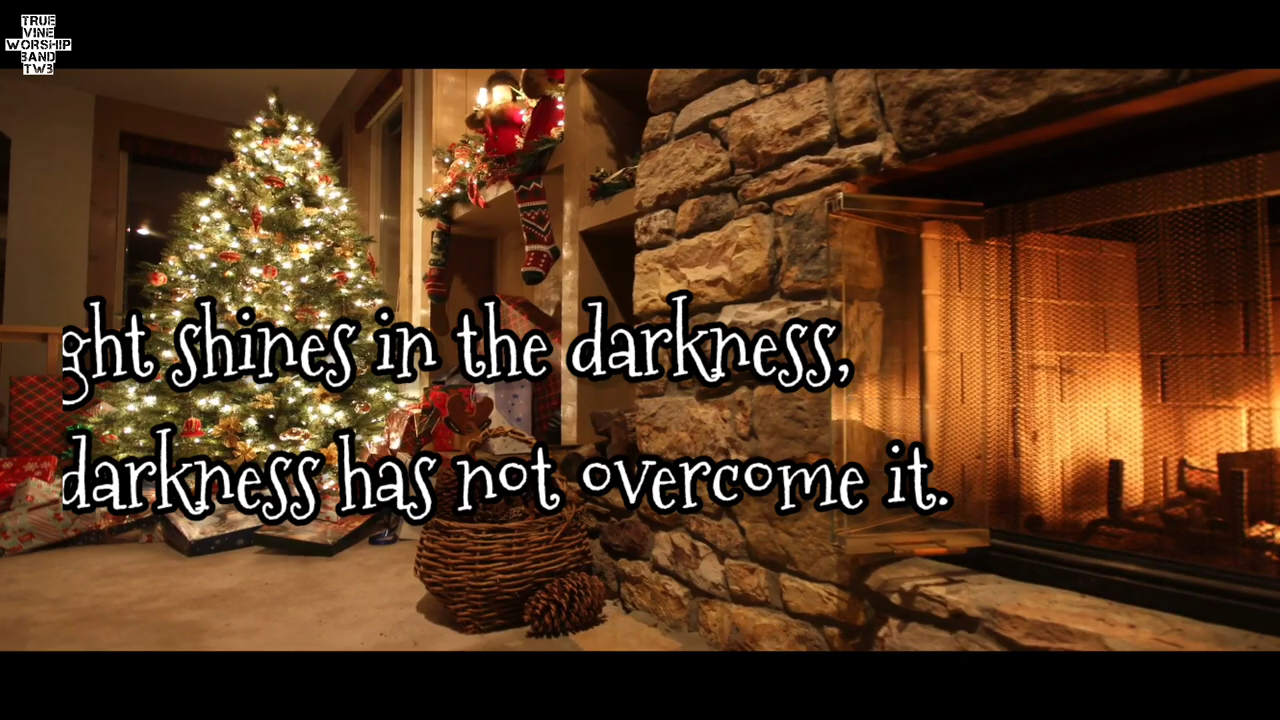 TRUE
VINE
WORSHIP
BAND
TWB
ght shines in the darkness,
darkness has not overcome it.